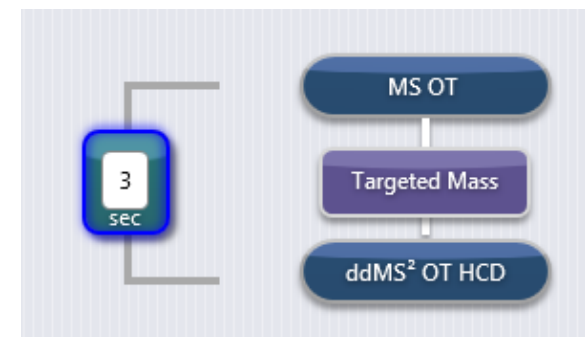 MS OT
3
sec
Targeted Mass
ddMS² OT HCD